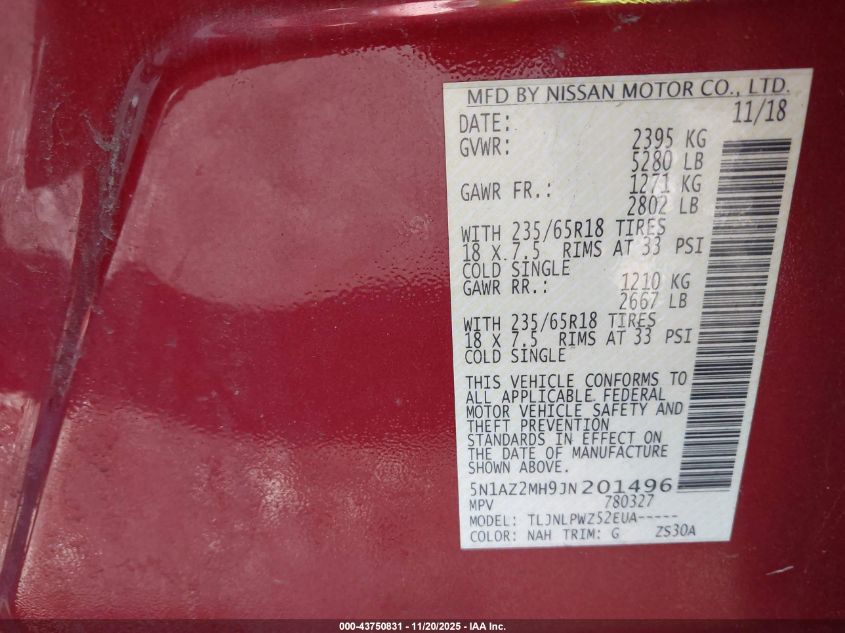 MFD BY NISSAN MOTOR CO., LTD.
DATE: 11/18
GVWR: 2395 KG
5280 LB
GAWR FR.: 1271 KG
2802 LB
WITH 235/65R18 TIRES
18 X 7.5 RIMS AT 33 PSI
COLD SINGLE
GAWR RR.: 1210 KG
2667 LB
WITH 235/65R18 TIRES
18 X 7.5 RIMS AT 33 PSI
COLD SINGLE
THIS VEHICLE CONFORMS TO
ALL APPLICABLE FEDERAL
MOTOR VEHICLE SAFETY AND
THEFT PREVENTION
STANDARDS IN EFFECT ON
THE DATE OF MANUFACTURE
SHOWN ABOVE.
5N1AZ2MH9JN201496
MPV 780327
MODEL: TLJNLPWZ52EUA-----
COLOR: NAH TRIM: G ZS30A
000-43750831 - 11/20/2025 - IAA Inc.